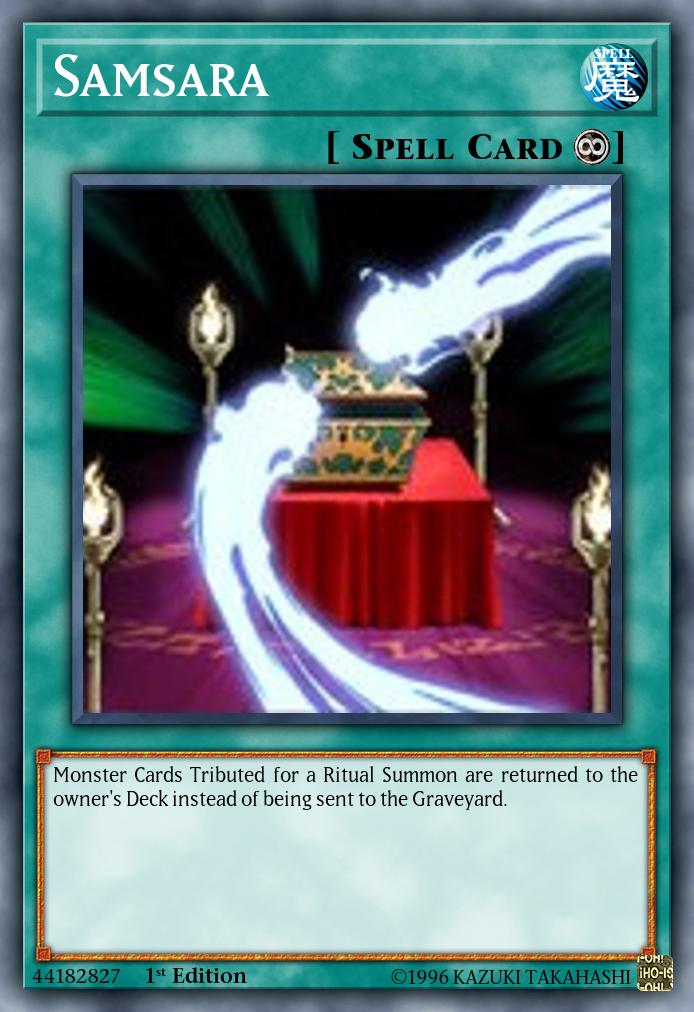 Samsara
SPELL
魔
[ Spell Card ]
Monster Cards Tributed for a Ritual Summon are returned to the
owner's Deck instead of being sent to the Graveyard.
44182827 1st Edition ©1996 KAZUKI TAKAHASHI